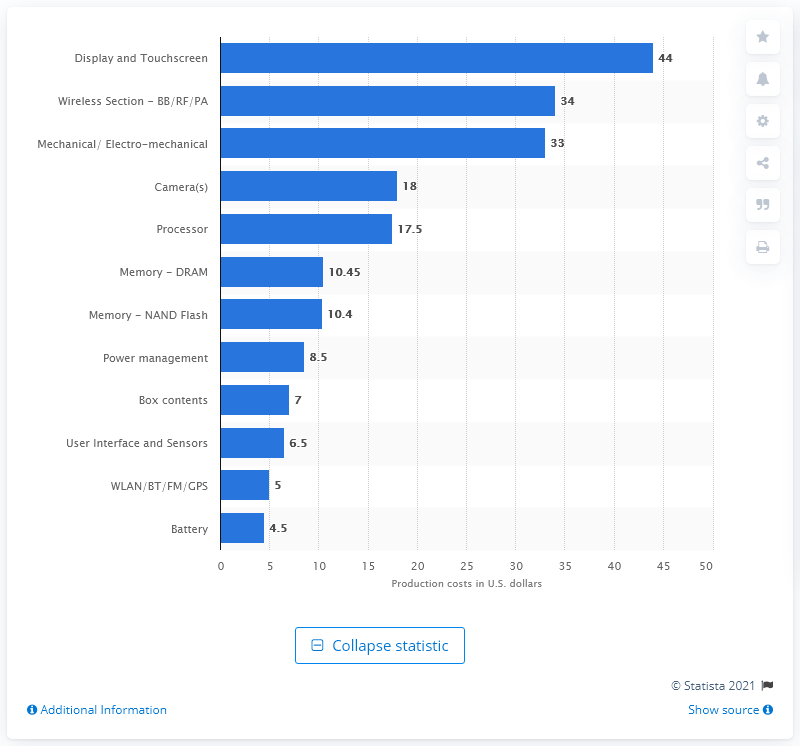 Display and Touchscreen 44
Wireless Section - BB/RF/PA 34
Mechanical/ Electro-mechanical 33
Camera(s) 18
Processor 17.5
Memory - DRAM 10.45
Memory - NAND Flash 10.4
Power management 8.5
Box contents 7
User Interface and Sensors 6.5
WLAN/BT/FM/GPS 5
Battery 4.5
0 5 10 15 20 25 30 35 40 45 50
Production costs in U.S. dollars
Collapse statistic
© Statista 2021
Additional Information
Show source